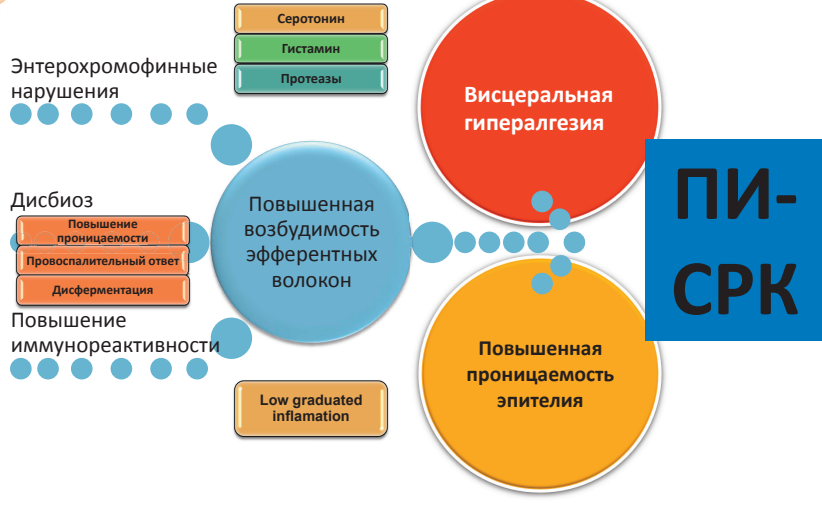 Серотонин
Гистамин
Протеазы
Энтерохромофинные
нарушения
Висцеральная
гипералгезия
ПИ-
СРК
Дисбиоз
Повышение
проницаемости
Провоспалительный ответ
Дисферментация
Повышенная
возбудимость
эфферентных
волокон
Повышение
иммунореактивности
Повышенная
проницаемость
эпителия
Low graduated
inflamation